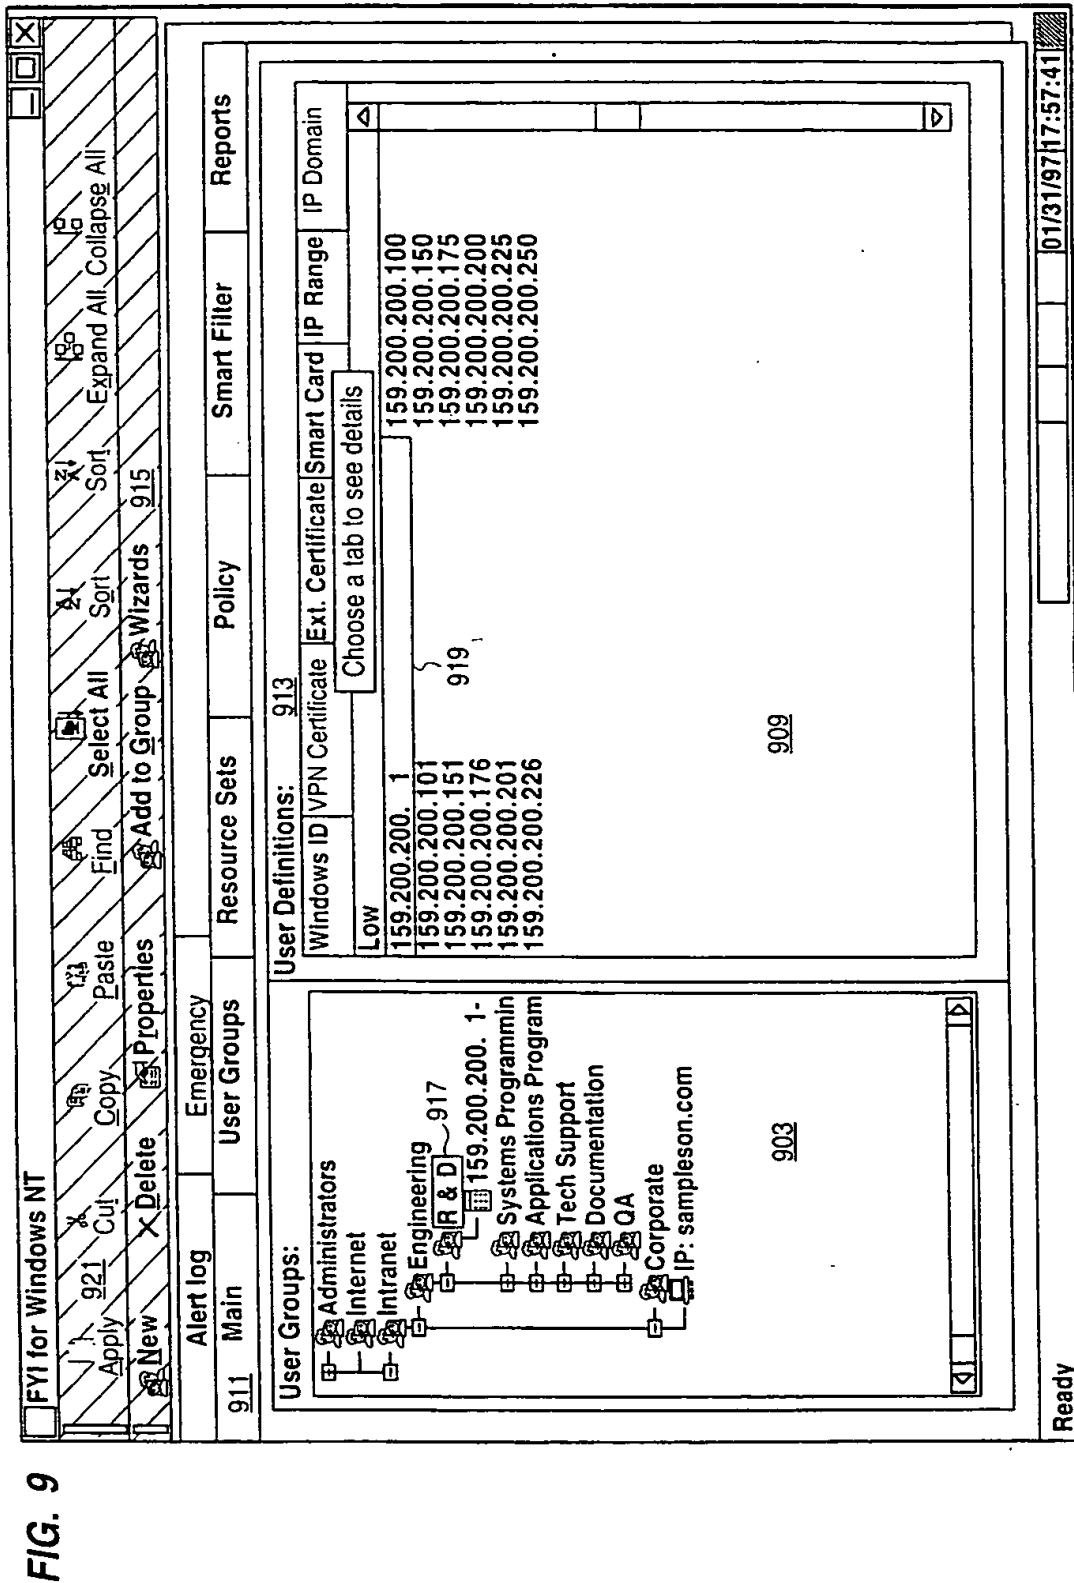 FIG. 9
FYI for Windows NT
921
Apply
Cut
Copy
Paste
Find
Select All
Sort
Sort
Expand All
Collapse All
New
Delete
Properties
Add to Group
Wizards
915
Alert log
Emergency
911
Main
User Groups
Resource Sets
Policy
Smart Filter
Reports
User Groups:
Administrators
Internet
Intranet
Engineering
R & D
917
159.200.200. 1-
Systems Programmin
Applications Program
Tech Support
Documentation
QA
Corporate
IP: sampleson.com
903
User Definitions:
913
Windows ID
VPN Certificate
Ext. Certificate
Smart Card
IP Range
IP Domain
Choose a tab to see details
Low
159.200.200. 1 159.200.200.100
159.200.200.101 159.200.200.150
159.200.200.151 159.200.200.175
159.200.200.176 159.200.200.200
159.200.200.201 159.200.200.225
159.200.200.226 159.200.200.250
919
909
Ready
01/31/97
17:57:41